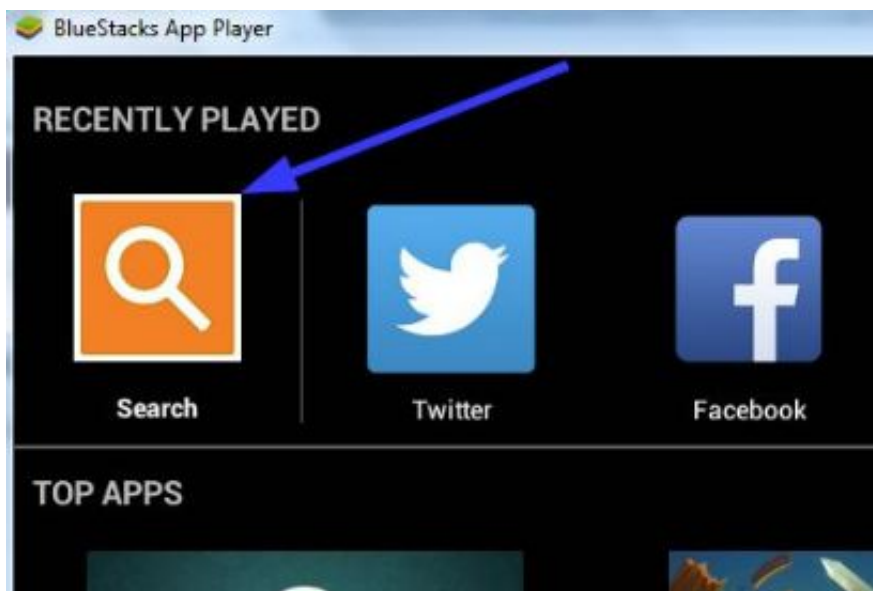 BlueStacks App Player
RECENTLY PLAYED
Search
Twitter
Facebook
TOP APPS